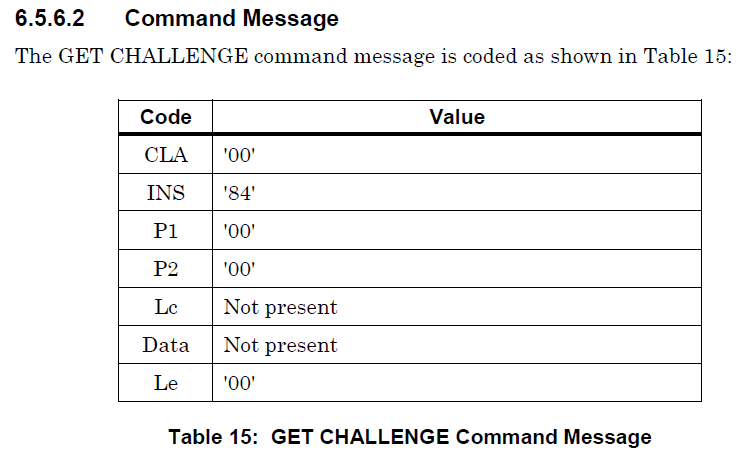 6.5.6.2 Command Message
The GET CHALLENGE command message is coded as shown in Table 15:
Code Value
CLA '00'
INS '84'
P1 '00'
P2 '00'
Lc Not present
Data Not present
Le '00'
Table 15: GET CHALLENGE Command Message